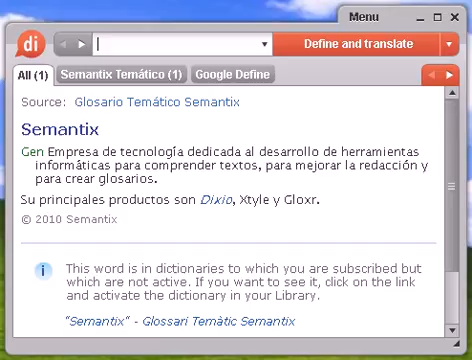 Menu
di
Define and translate
All (1)
Semantix Temático (1)
Google Define
Source: Glosario Temático Semantix
Semantix
Gen Empresa de tecnología dedicada al desarrollo de herramientas
informáticas para comprender textos, para mejorar la redacción y
para crear glosarios.
Su principales producto son Dixio, Xtyle y Gloxr.
© 2010 Semantix
i
This word is in dictionaries to which you are subscribed but
which are not active. If you want to see it, click on the link
and activate the dictionary in your Library.
"Semantix" - Glossari Temàtic Semantix